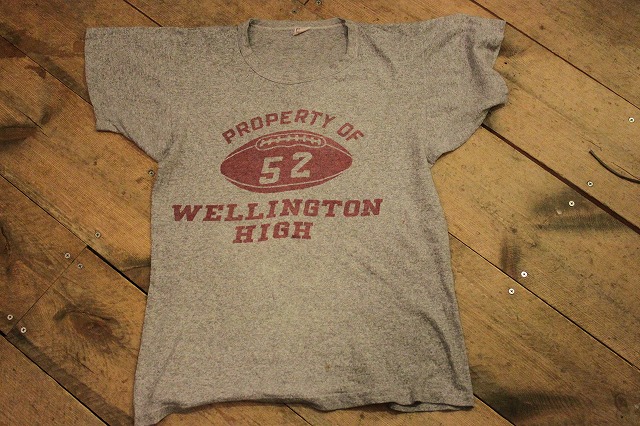 PROPERTY OF
52
WELLINGTON
HIGH